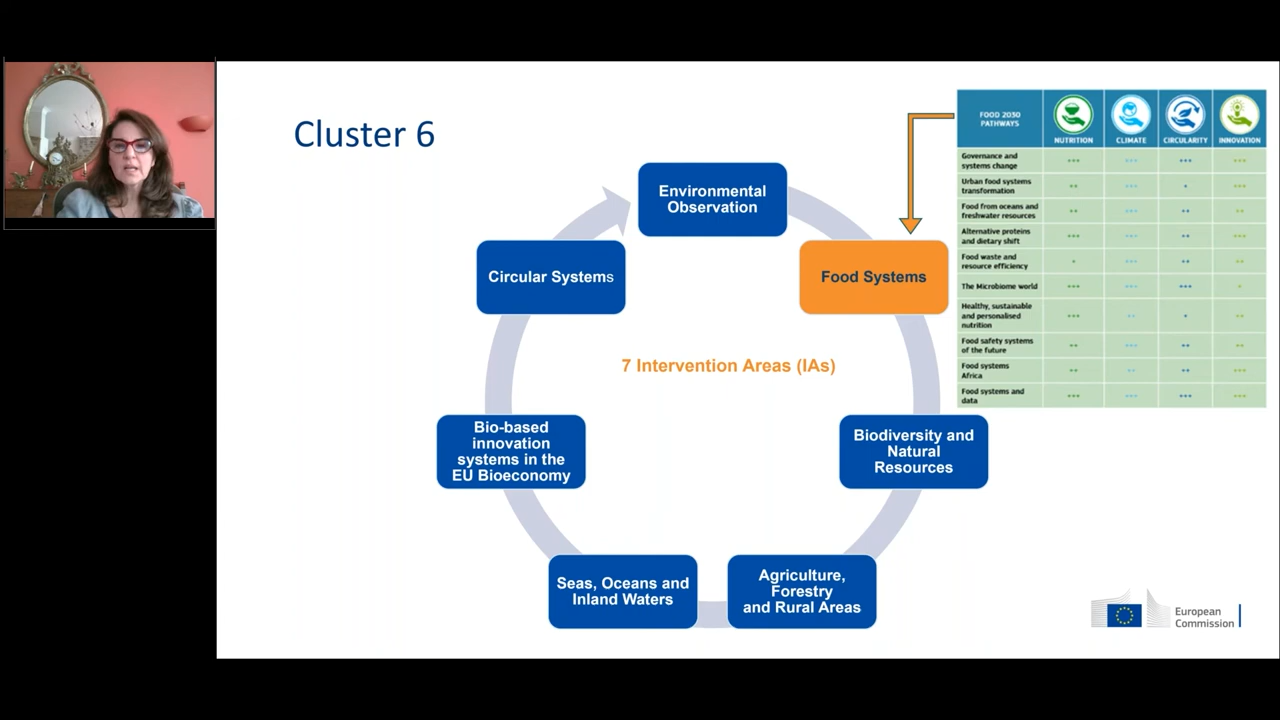 Cluster 6
Environmental
Observation
Food Systems
Biodiversity and
Natural
Resources
Agriculture,
Forestry
and Rural Areas
Seas, Oceans and
Inland Waters
Bio-based
innovation
systems in the
EU Bioeconomy
Circular Systems
7 Intervention Areas (IAs)
FOOD 2030
PATHWAYS
NUTRITION
CLIMATE
CIRCULARITY
INNOVATION
Governance and
systems change
Urban food systems
transformation
Food from oceans and
freshwater resources
Alternative proteins
and dietary shift
Food waste and
resource efficiency
The Microbiome world
Healthy, sustainable
and personalised
nutrition
Food safety systems
of the future
Food systems
Africa
Food systems and
data
European
Commission